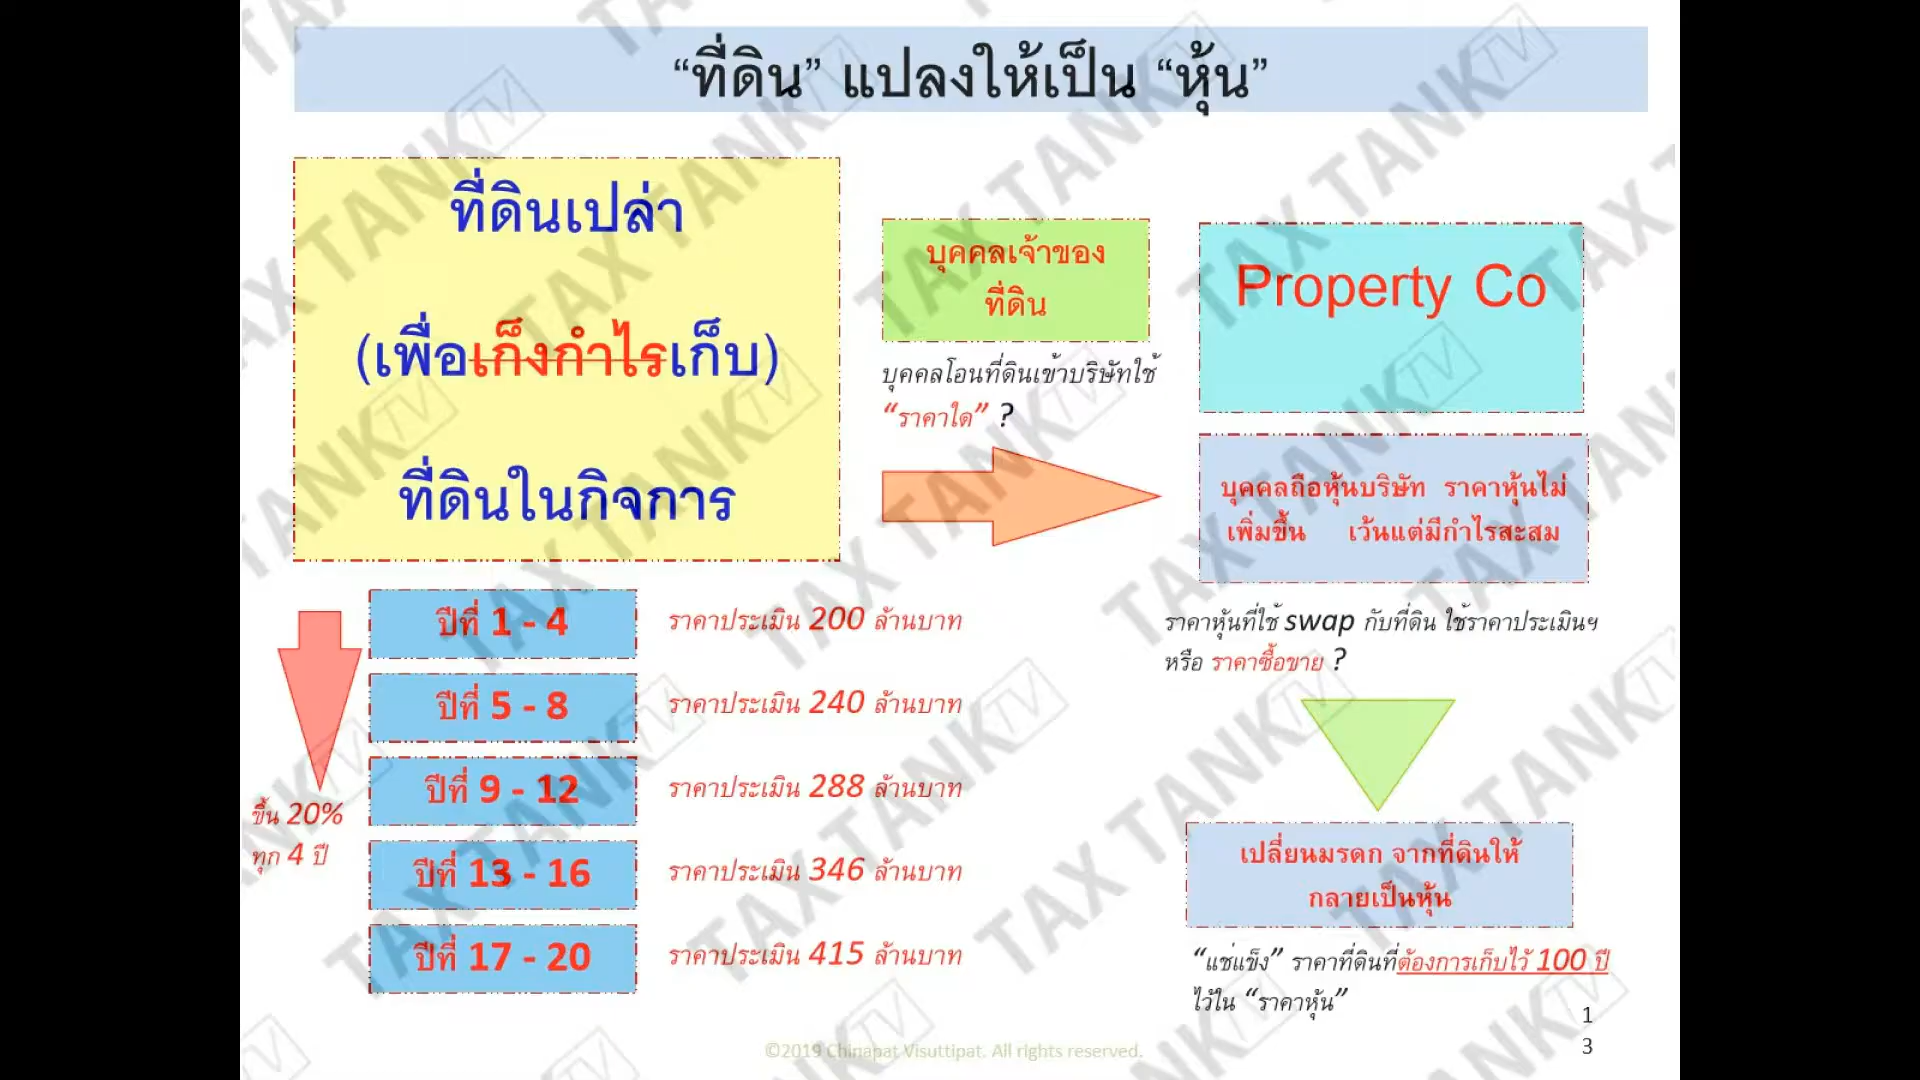 “ที่ดิน” แปลงให้เป็น “หุ้น”
ที่ดินเปล่า
(เพื่อเก็งกำไรเก็บ)
ที่ดินในกิจการ
บุคคลเจ้าของ
ที่ดิน
บุคคลโอนที่ดินเข้าบริษัทใช้
“ราคาใด” ?
Property Co
บุคคลถือหุ้นบริษัท ราคาหุ้นไม่
เพิ่มขึ้น เว้นแต่มีกำไรสะสม
ราคาหุ้นที่ใช้ swap กับที่ดิน ใช้ราคาประเมินฯ
หรือ ราคาซื้อขาย ?
เปลี่ยนมรดก จากที่ดินให้
กลายเป็นหุ้น
“แช่แข็ง” ราคาที่ดินที่ต้องการเก็บไว้ 100 ปี
ไว้ใน “ราคาหุ้น”
ขึ้น 20%
ทุก 4 ปี
ปีที่ 1 - 4 ราคาประเมิน 200 ล้านบาท
ปีที่ 5 - 8 ราคาประเมิน 240 ล้านบาท
ปีที่ 9 - 12 ราคาประเมิน 288 ล้านบาท
ปีที่ 13 - 16 ราคาประเมิน 346 ล้านบาท
ปีที่ 17 - 20 ราคาประเมิน 415 ล้านบาท
1
3
©2019 Chinapat Visuttipat. All rights reserved.
TAX TANK TV